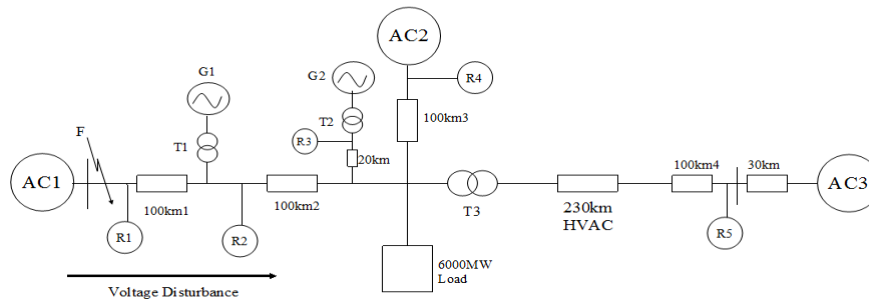 AC2
G1
G2
R4
F
T1
R3
T2
100km3
20km
AC1
100km1
100km2
T3
230km
HVAC
100km4
30km
AC3
R1
R2
R5
6000MW
Load
Voltage Disturbance